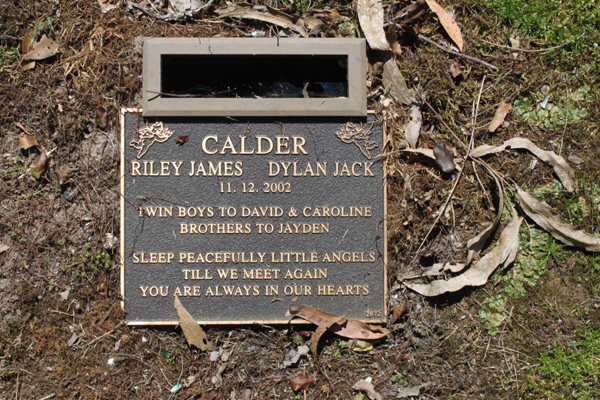 CALDER
RILEY JAMES DYLAN JACK
11. 12. 2002
TWIN BOYS TO DAVID & CAROLINE
BROTHERS TO JAYDEN
SLEEP PEACEFULLY LITTLE ANGELS
TILL WE MEET AGAIN
YOU ARE ALWAYS IN OUR HEARTS